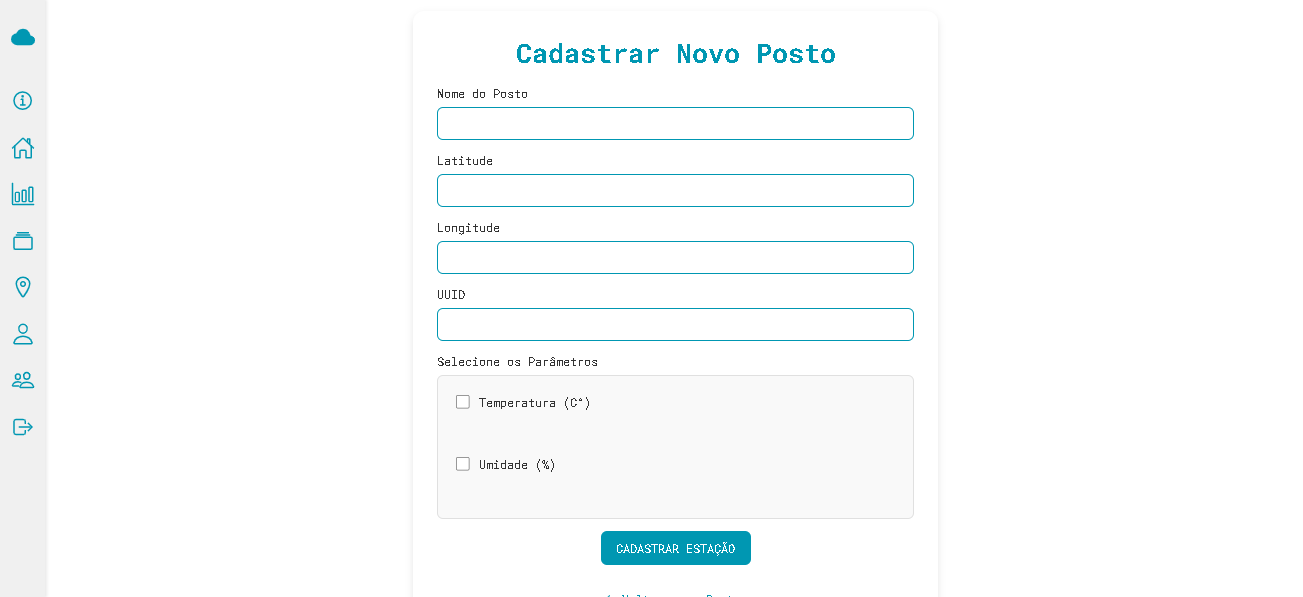 Cadastrar Novo Posto
Nome do Posto
Latitude
Longitude
UUID
Selecione os Parâmetros
Temperatura (C°)
Umidade (%)
CADASTRAR ESTAÇÃO